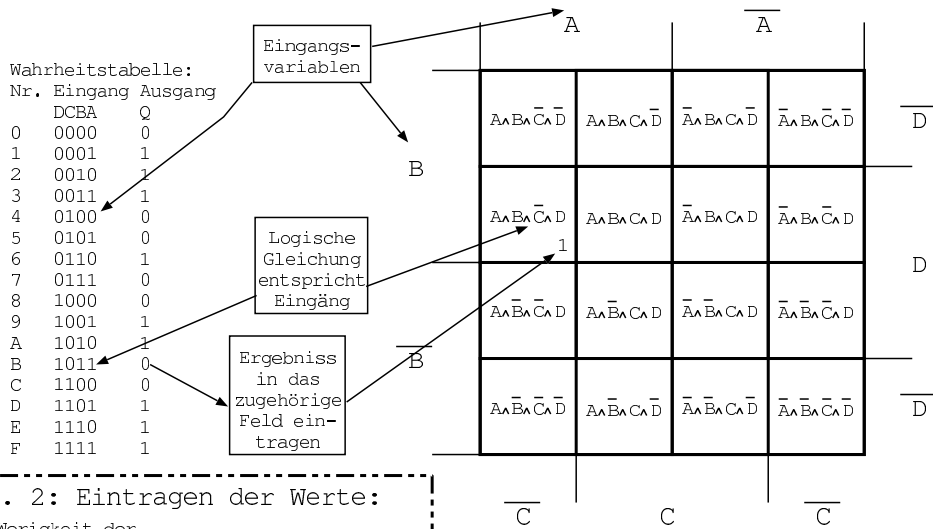 Wahrheitstabelle:
Nr. Eingang Ausgang
DCBA Q
0 0000 0
1 0001 1
2 0010 1
3 0011 1
4 0100 0
5 0101 0
6 0110 1
7 0111 0
8 1000 0
9 1001 1
A 1010 1
B 1011 0
C 1100 0
D 1101 1
E 1110 1
F 1111 1
Eingangs-
variablen
Logische
Gleichung
entspricht
Eingäng
Ergebniss
in das
zugehörige
Feld ein-
tragen
A A̅
B
B̅
A∧B∧C̅∧D̅ A∧B∧C∧D̅ A̅∧B∧C∧D̅ A̅∧B∧C̅∧D̅
D̅
A∧B∧C̅∧D A∧B∧C∧D A̅∧B∧C∧D A̅∧B∧C̅∧D
1
D
A∧B̅∧C̅∧D A∧B̅∧C∧D A̅∧B̅∧C∧D A̅∧B̅∧C̅∧D
A∧B̅∧C̅∧D̅ A∧B̅∧C∧D̅ A̅∧B̅∧C∧D̅ A̅∧B̅∧C̅∧D̅
D̅
C̅ C C̅
. 2: Eintragen der Werte:
der